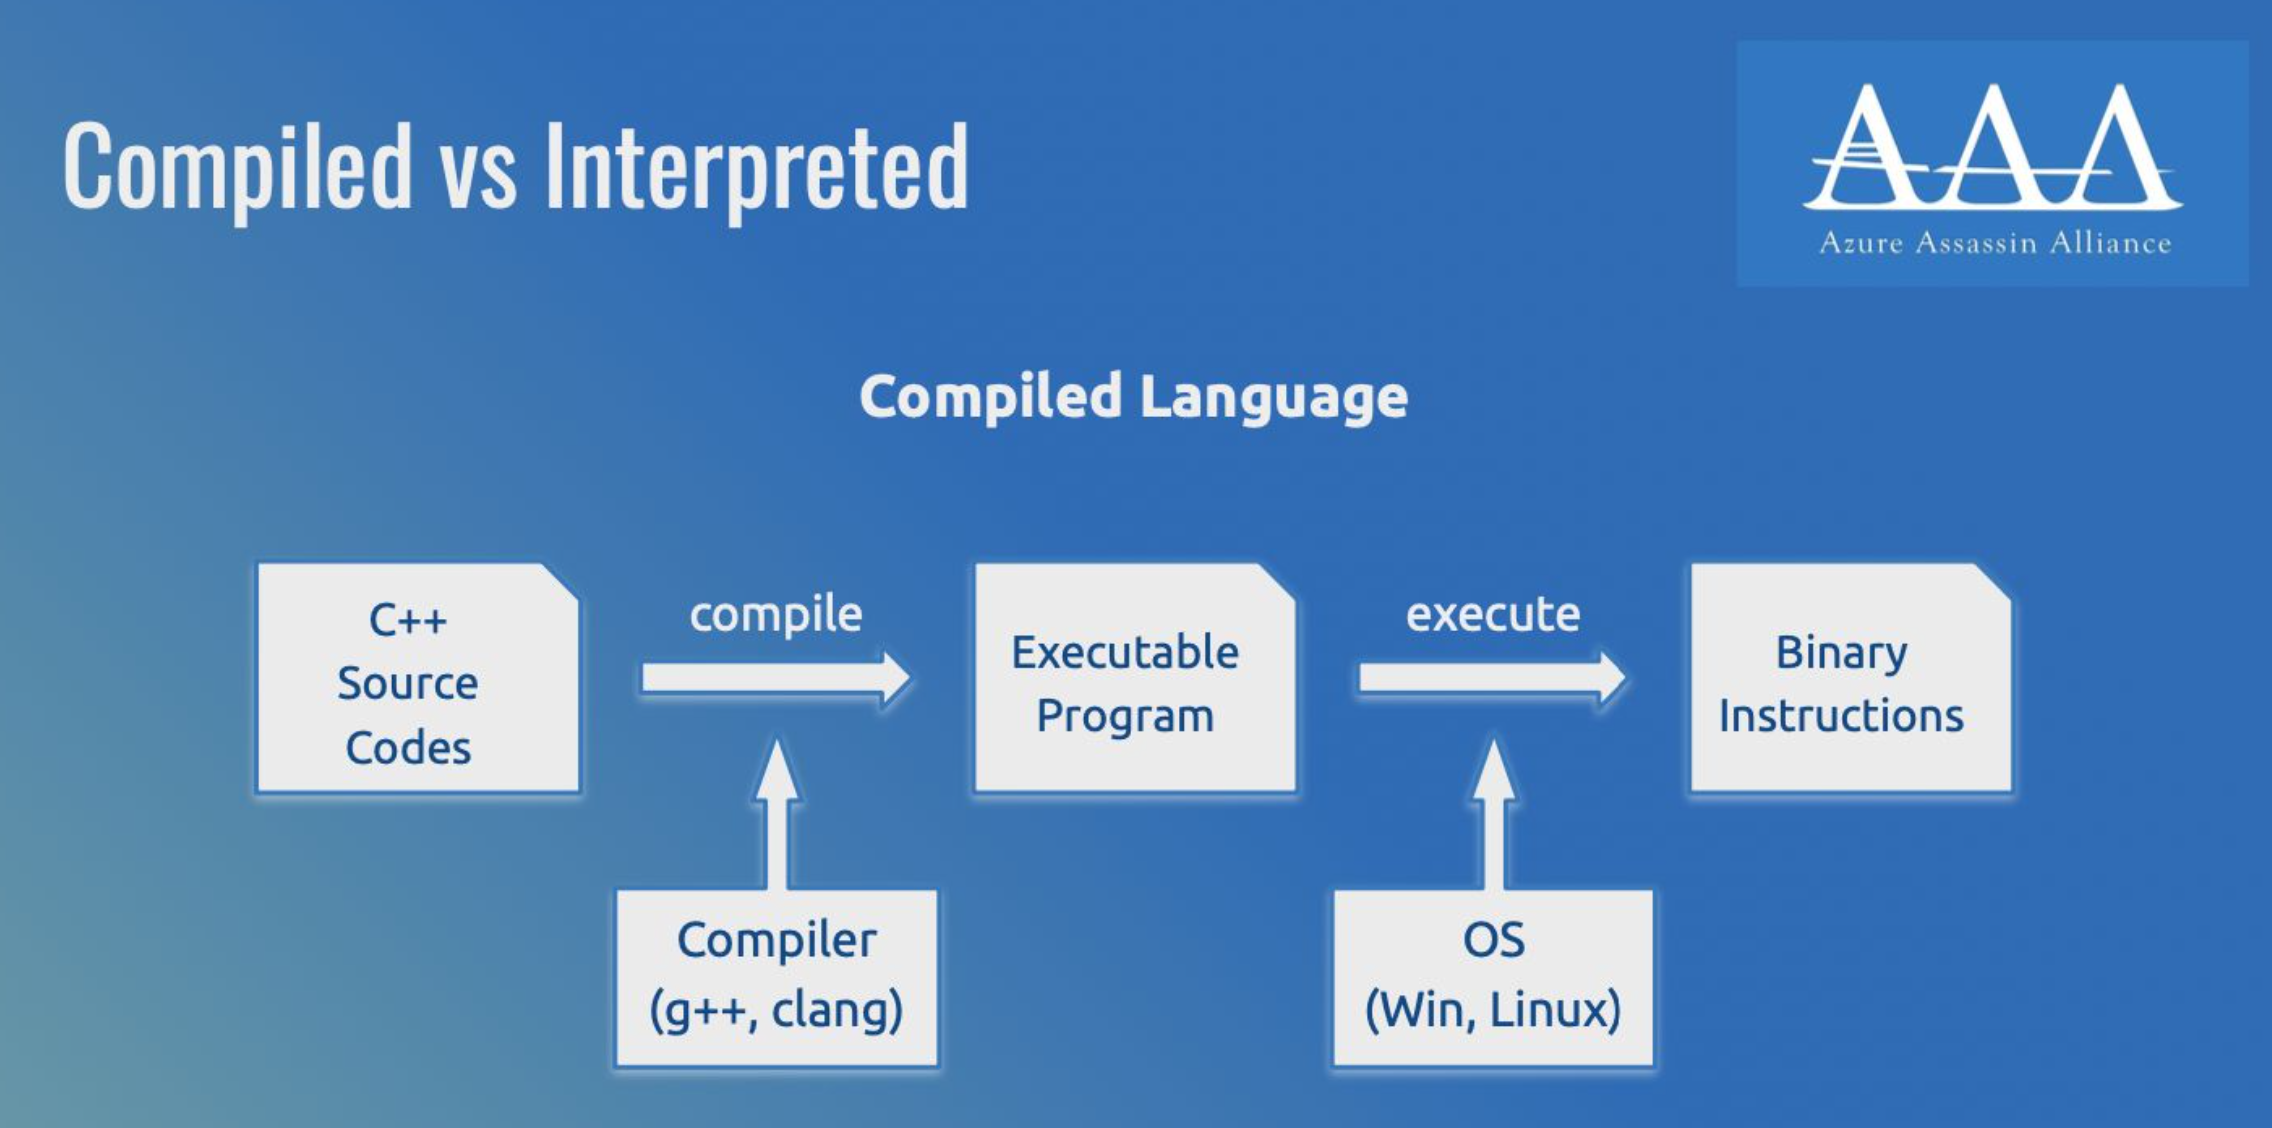 Compiled vs Interpreted
AAA
Azure Assassin Alliance
Compiled Language
C++
Source
Codes
compile
Executable
Program
execute
Binary
Instructions
Compiler
(g++, clang)
OS
(Win, Linux)